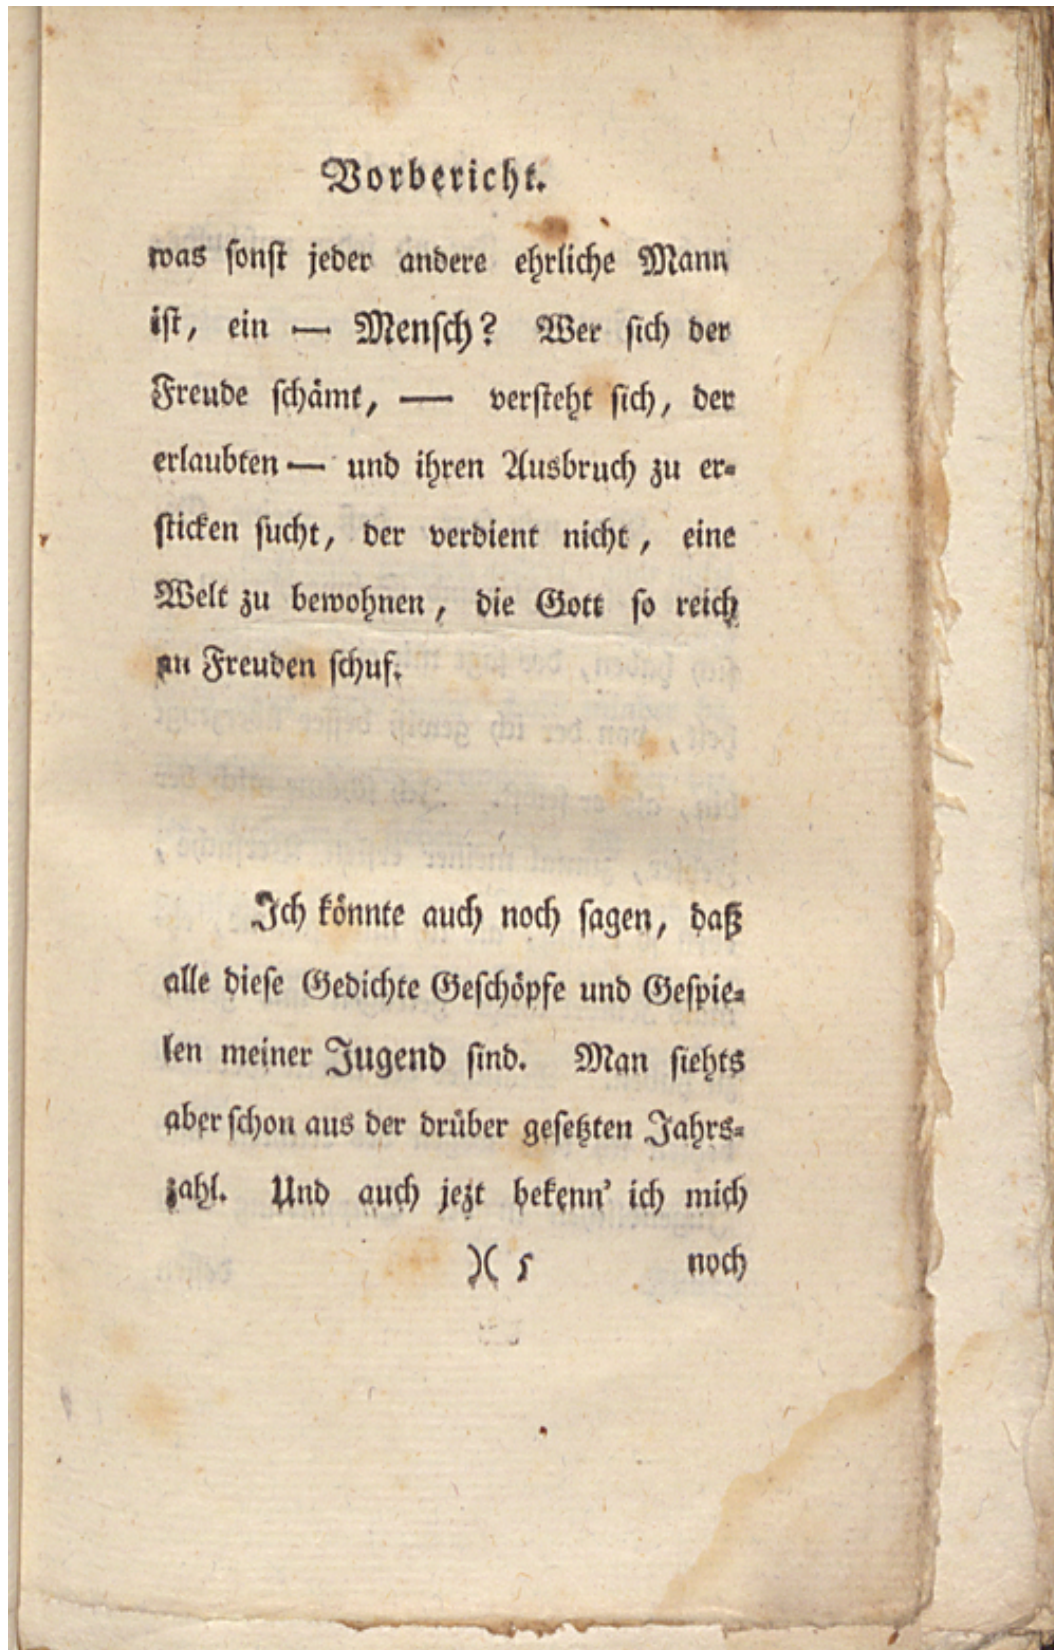 Vorbericht.
was sonst jeder andere ehrliche Mann
ist, ein — Mensch? Wer sich der
Freude schämt, — versteht sich, der
erlaubten — und ihren Ausbruch zu er-
sticken sucht, der verdient nicht, eine
Welt zu bewohnen, die Gott so reich
an Freuden schuf.
Ich könnte auch noch sagen, daß
alle diese Gedichte Geschöpfe und Gespie-
len meiner Jugend sind. Man siehts
aber schon aus der drüber gesetzten Jahrs-
zahl. Und auch jezt bekenn' ich mich
)( 5 noch